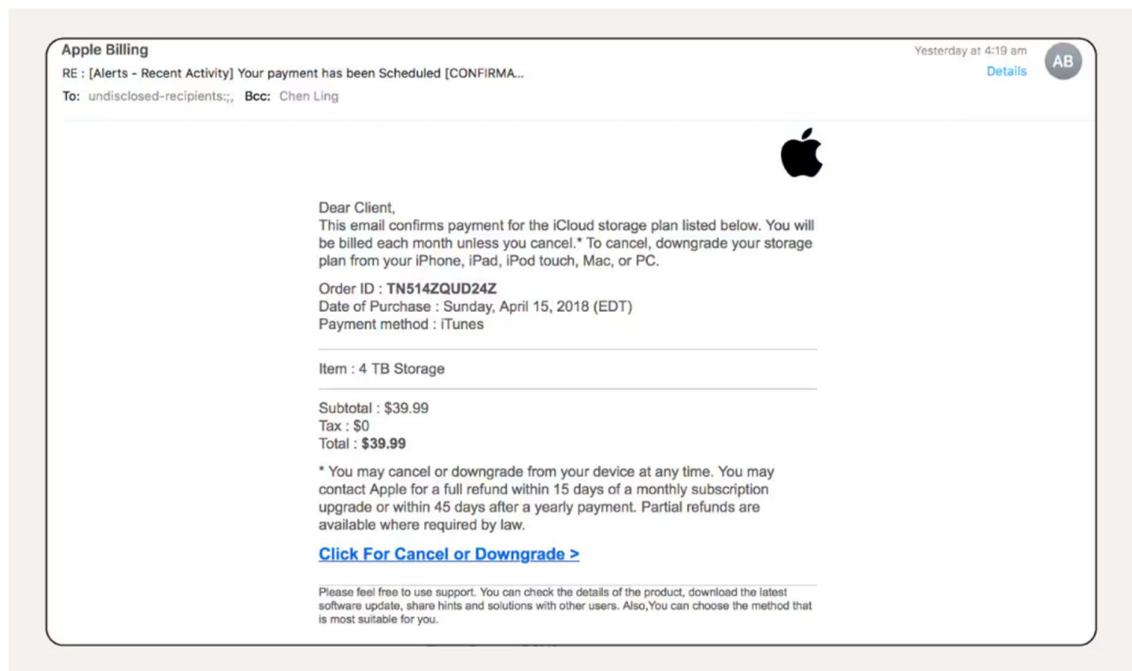 Apple Billing
Yesterday at 4:19 am
AB
RE : [Alerts - Recent Activity] Your payment has been Scheduled [CONFIRMA...
Details
To: undisclosed-recipients:;, Bcc: Chen Ling
Dear Client,
This email confirms payment for the iCloud storage plan listed below. You will
be billed each month unless you cancel.* To cancel, downgrade your storage
plan from your iPhone, iPad, iPod touch, Mac, or PC.
Order ID : TN514ZQUD24Z
Date of Purchase : Sunday, April 15, 2018 (EDT)
Payment method : iTunes
Item : 4 TB Storage
Subtotal : $39.99
Tax : $0
Total : $39.99
* You may cancel or downgrade from your device at any time. You may
contact Apple for a full refund within 15 days of a monthly subscription
upgrade or within 45 days after a yearly payment. Partial refunds are
available where required by law.
Click For Cancel or Downgrade >
Please feel free to use support. You can check the details of the product, download the latest
software update, share hints and solutions with other users. Also,You can choose the method that
is most suitable for you.